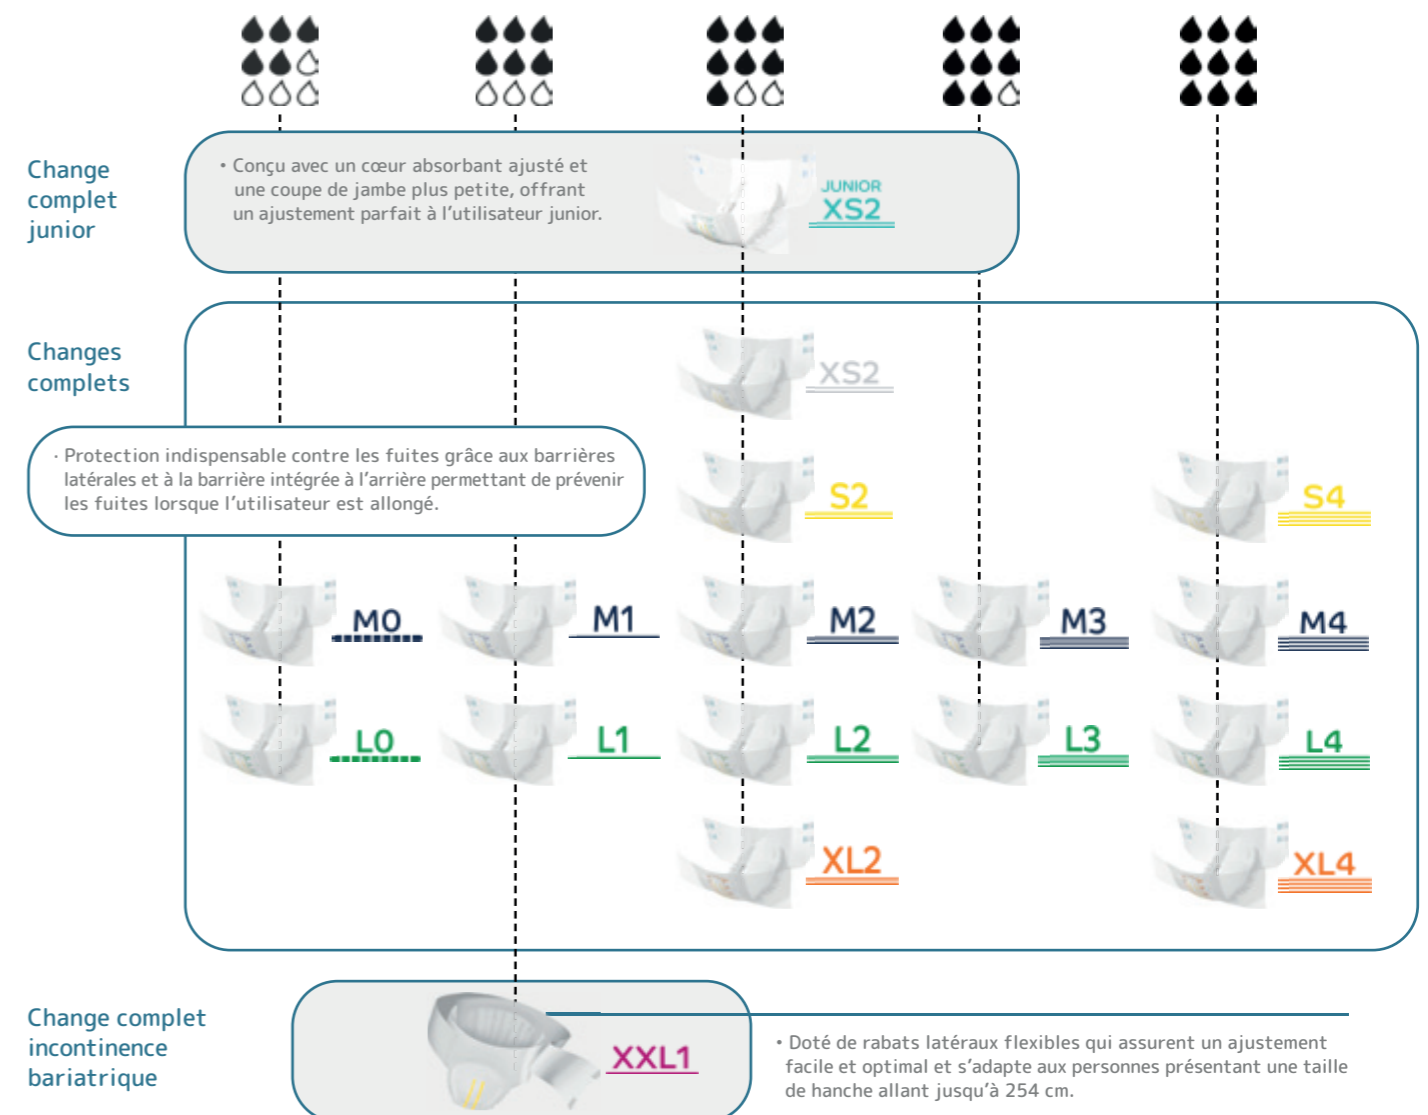 Change
complet
junior
• Conçu avec un cœur absorbant ajusté et
une coupe de jambe plus petite, offrant
un ajustement parfait à l'utilisateur junior.
JUNIOR
XS2
Changes
complets
XS2
· Protection indispensable contre les fuites grâce aux barrières
latérales et à la barrière intégrée à l'arrière permettant de prévenir
les fuites lorsque l'utilisateur est allongé.
S2
S4
M0
M1
M2
M3
M4
L0
L1
L2
L3
L4
XL2
XL4
Change complet
incontinence
bariatrique
XXL1
• Doté de rabats latéraux flexibles qui assurent un ajustement
facile et optimal et s'adapte aux personnes présentant une taille
de hanche allant jusqu'à 254 cm.